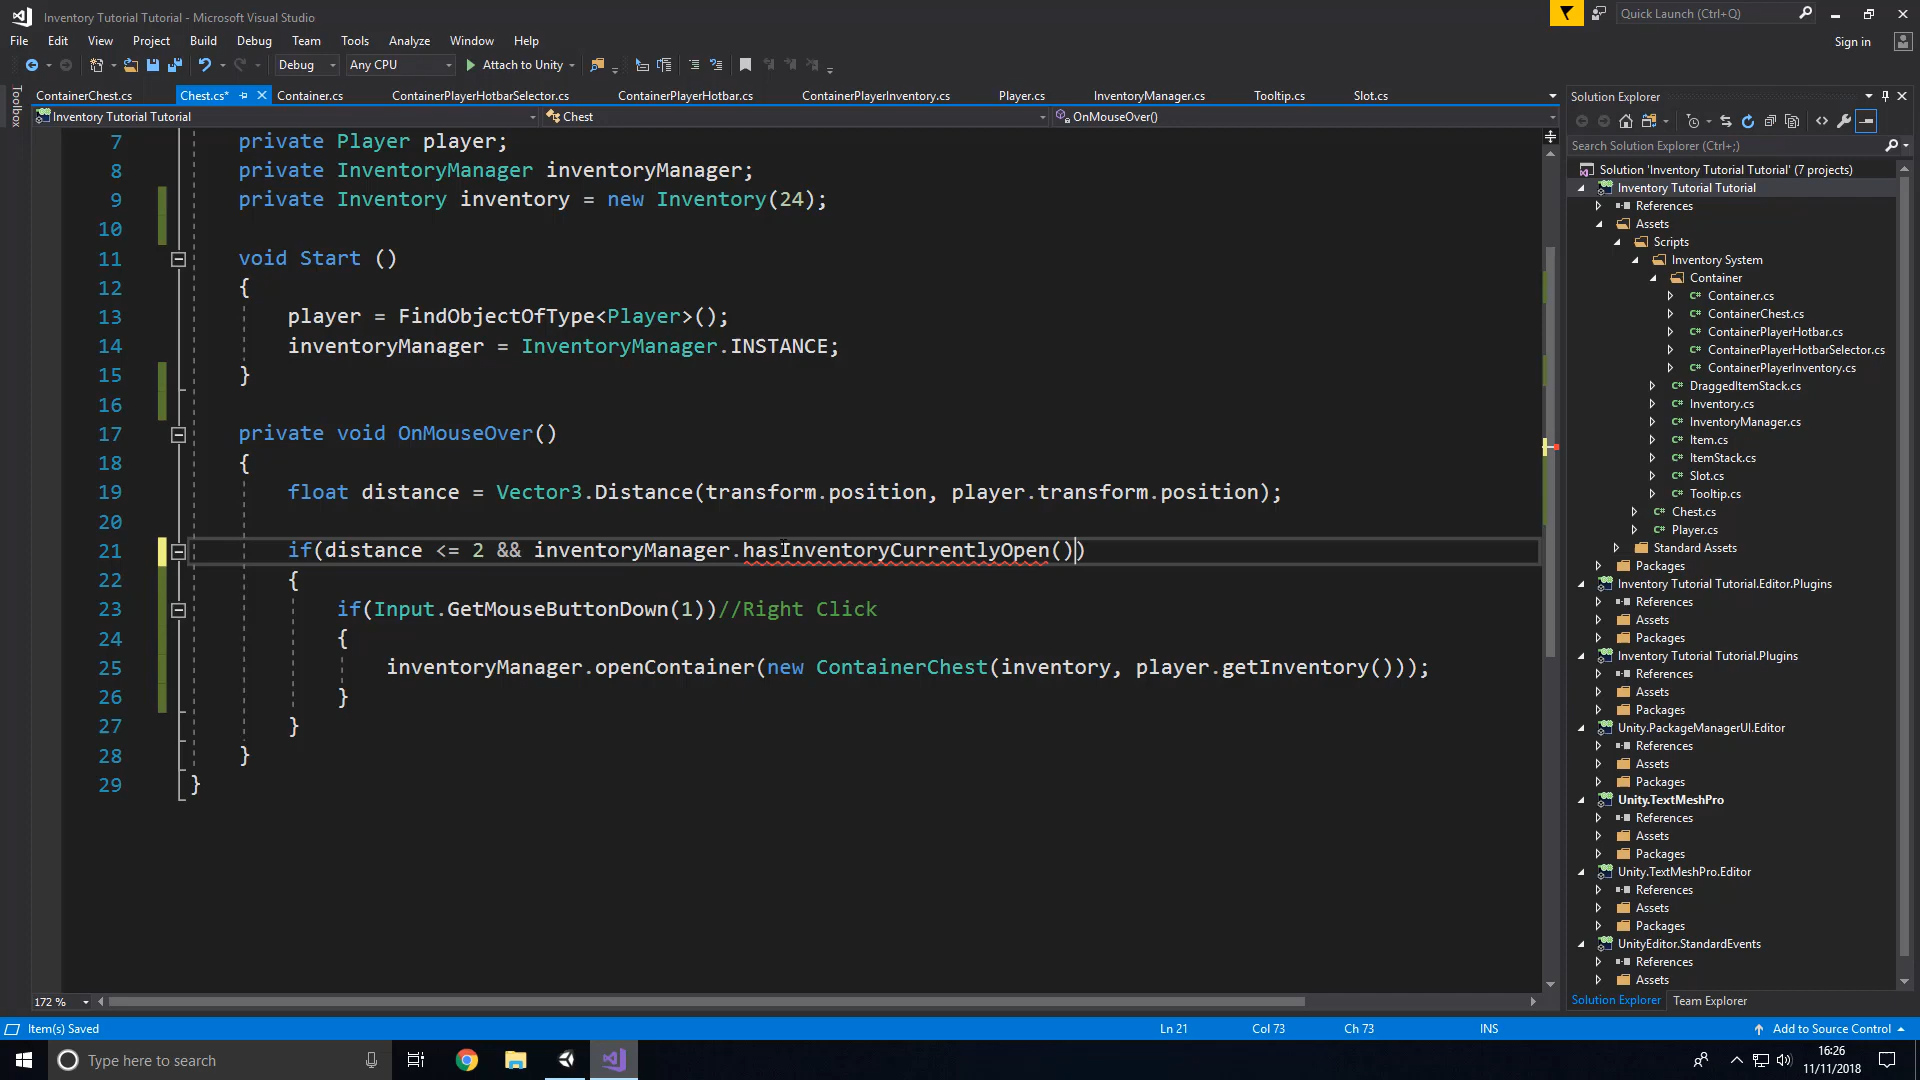 Inventory Tutorial Tutorial - Microsoft Visual Studio
Quick Launch (Ctrl+Q)
File Edit View Project Build Debug Team Tools Analyze Window Help
Sign in
Debug Any CPU Attach to Unity
Toolbox
ContainerChest.cs Chest.cs* Container.cs ContainerPlayerHotbarSelector.cs ContainerPlayerHotbar.cs ContainerPlayerInventory.cs Player.cs InventoryManager.cs Tooltip.cs Slot.cs
Inventory Tutorial Tutorial Chest OnMouseOver()
7 private Player player;
8 private InventoryManager inventoryManager;
9 private Inventory inventory = new Inventory(24);
10
11 void Start ()
12 {
13 player = FindObjectOfType<Player>();
14 inventoryManager = InventoryManager.INSTANCE;
15 }
16
17 private void OnMouseOver()
18 {
19 float distance = Vector3.Distance(transform.position, player.transform.position);
20
21 if(distance <= 2 && inventoryManager.hasInventoryCurrentlyOpen())
22 {
23 if(Input.GetMouseButtonDown(1))//Right Click
24 {
25 inventoryManager.openContainer(new ContainerChest(inventory, player.getInventory()));
26 }
27 }
28 }
29 }
172 %
Solution Explorer
Search Solution Explorer (Ctrl+;)
Solution 'Inventory Tutorial Tutorial' (7 projects)
Inventory Tutorial Tutorial
References
Assets
Scripts
Inventory System
Container
C# Container.cs
C# ContainerChest.cs
C# ContainerPlayerHotbar.cs
C# ContainerPlayerHotbarSelector.cs
C# ContainerPlayerInventory.cs
C# DraggedItemStack.cs
C# Inventory.cs
C# InventoryManager.cs
C# Item.cs
C# ItemStack.cs
C# Slot.cs
C# Tooltip.cs
C# Chest.cs
C# Player.cs
Standard Assets
Packages
Inventory Tutorial Tutorial.Editor.Plugins
References
Assets
Packages
Inventory Tutorial Tutorial.Plugins
References
Assets
Packages
Unity.PackageManagerUI.Editor
References
Assets
Packages
Unity.TextMeshPro
References
Assets
Packages
Unity.TextMeshPro.Editor
References
Assets
Packages
UnityEditor.StandardEvents
References
Assets
Solution Explorer Team Explorer
Item(s) Saved Ln 21 Col 73 Ch 73 INS Add to Source Control
Type here to search
16:26
11/11/2018